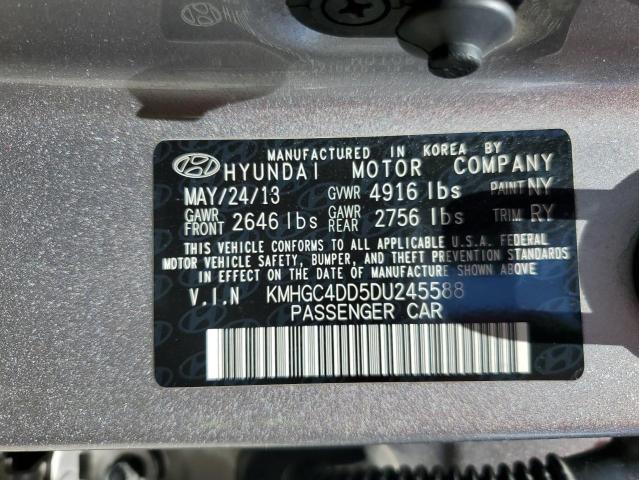 MANUFACTURED IN KOREA BY
HYUNDAI MOTOR COMPANY
MAY/24/13 GVWR 4916 lbs PAINT NY
GAWR FRONT 2646 lbs GAWR REAR 2756 lbs TRIM RY
THIS VEHICLE CONFORMS TO ALL APPLICABLE U.S.A. FEDERAL
MOTOR VEHICLE SAFETY, BUMPER, AND THEFT PREVENTION STANDARDS
IN EFFECT ON THE DATE OF MANUFACTURE SHOWN ABOVE.
V.I.N KMHGC4DD5DU245588
PASSENGER CAR